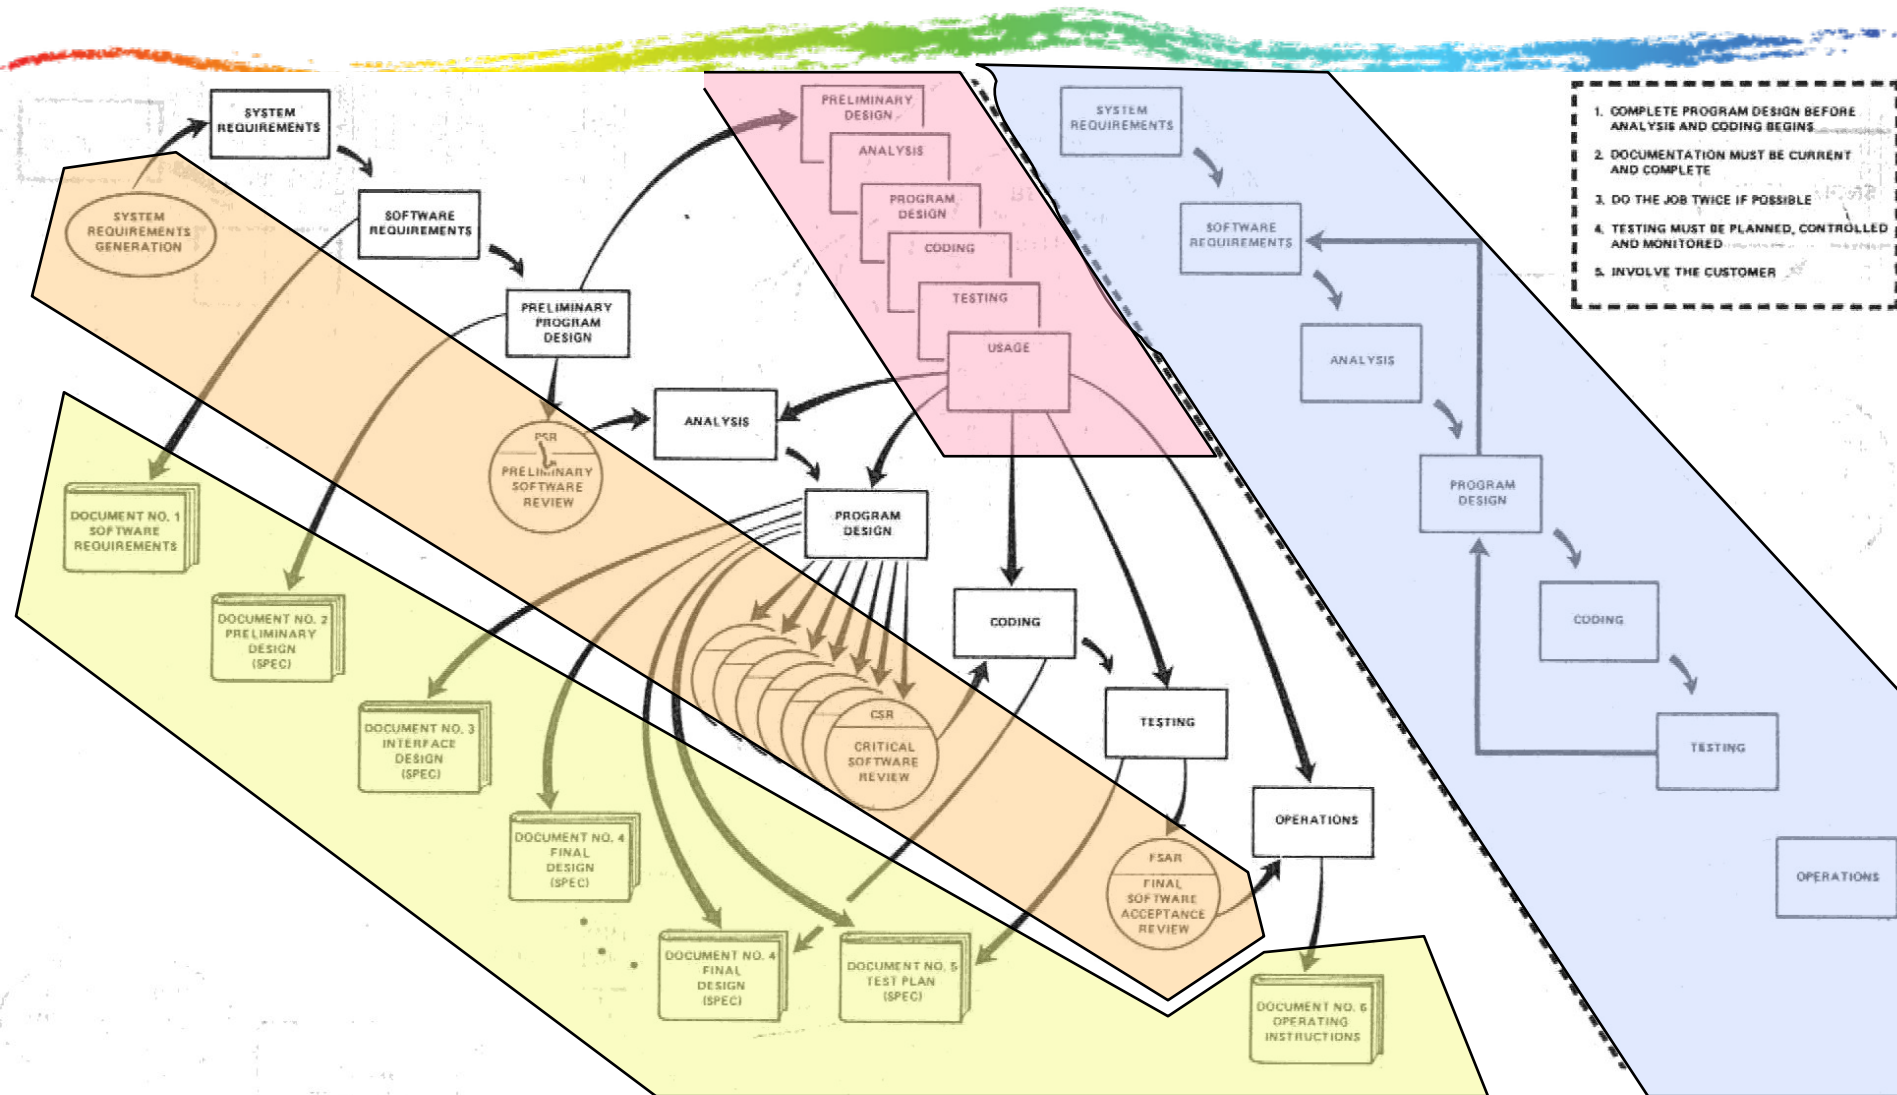 SYSTEM
REQUIREMENTS
SYSTEM
REQUIREMENTS
GENERATION
SOFTWARE
REQUIREMENTS
PRELIMINARY
PROGRAM
DESIGN
PSR
PRELIMINARY
SOFTWARE
REVIEW
ANALYSIS
PROGRAM
DESIGN
CSR
CRITICAL
SOFTWARE
REVIEW
CODING
TESTING
FSAR
FINAL
SOFTWARE
ACCEPTANCE
REVIEW
OPERATIONS
PRELIMINARY
DESIGN
ANALYSIS
PROGRAM
DESIGN
CODING
TESTING
USAGE
DOCUMENT NO. 1
SOFTWARE
REQUIREMENTS
DOCUMENT NO. 2
PRELIMINARY
DESIGN
(SPEC)
DOCUMENT NO. 3
INTERFACE
DESIGN
(SPEC)
DOCUMENT NO. 4
FINAL
DESIGN
(SPEC)
DOCUMENT NO. 4
FINAL
DESIGN
(SPEC)
DOCUMENT NO. 5
TEST PLAN
(SPEC)
DOCUMENT NO. 6
OPERATING
INSTRUCTIONS
SYSTEM
REQUIREMENTS
SOFTWARE
REQUIREMENTS
ANALYSIS
PROGRAM
DESIGN
CODING
TESTING
OPERATIONS
1. COMPLETE PROGRAM DESIGN BEFORE
ANALYSIS AND CODING BEGINS
2. DOCUMENTATION MUST BE CURRENT
AND COMPLETE
3. DO THE JOB TWICE IF POSSIBLE
4. TESTING MUST BE PLANNED, CONTROLLED
AND MONITORED
5. INVOLVE THE CUSTOMER